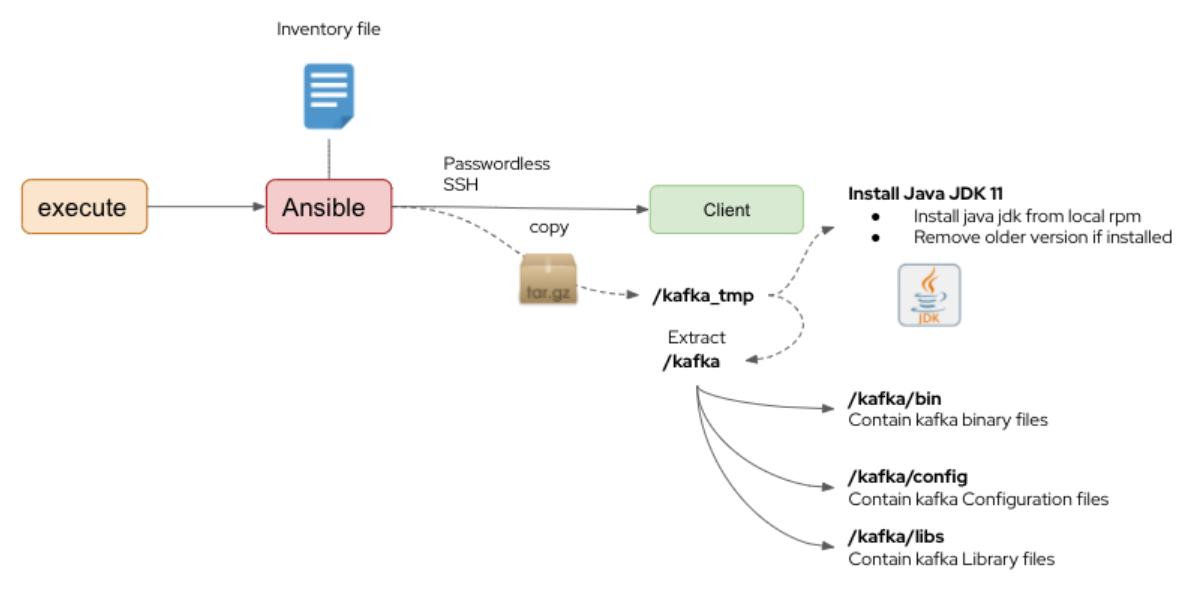 Inventory file
execute
Ansible
Passwordless
SSH
copy
Client
tar.gz
/kafka_tmp
Extract
/kafka
Install Java JDK 11
● Install java jdk from local rpm
● Remove older version if installed
JDK
/kafka/bin
Contain kafka binary files
/kafka/config
Contain kafka Configuration files
/kafka/libs
Contain kafka Library files